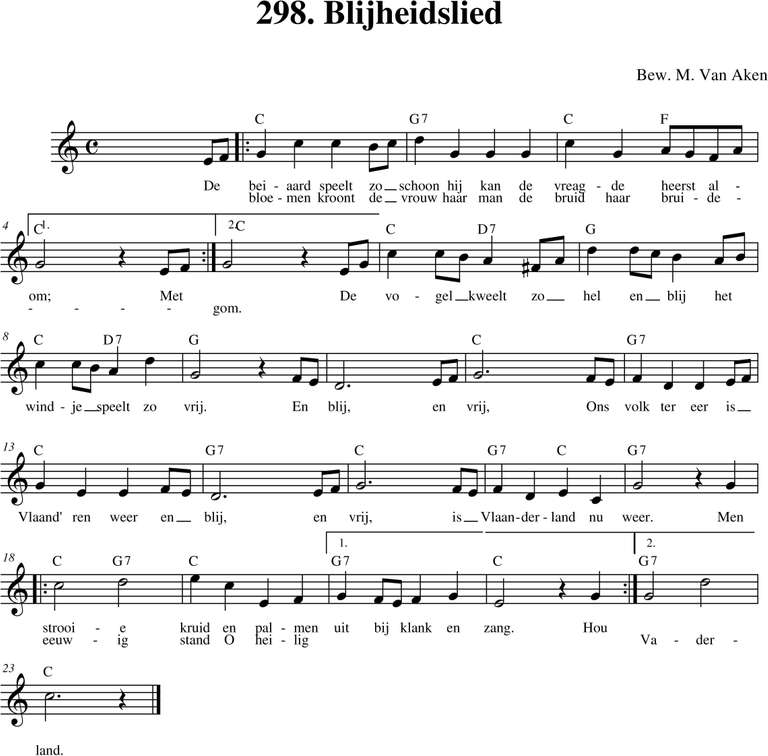 298. Blijheidslied
Bew. M. Van Aken
C G7 C F
De bei - aard speelt zo schoon hij kan de vreag - de heerst al -
bloe - men kroont de vrouw haar man de bruid haar brui - de -
4 1. C 2. C C D7 G
om; Met De vo - gel kweelt zo hel en blij het
- - - - gom.
8 C D7 G C G7
wind - je speelt zo vrij. En blij, en vrij, Ons volk ter eer is
13 C G7 C G7 C G7
Vlaand' ren weer en blij, en vrij, is Vlaan - der - land nu weer. Men
18 C G7 C 1. G7 C 2. G7
strooi - e kruid en pal - men uit bij klank en zang. Hou
eeuw - ig stand O hei - lig Va - der -
23 C
land.